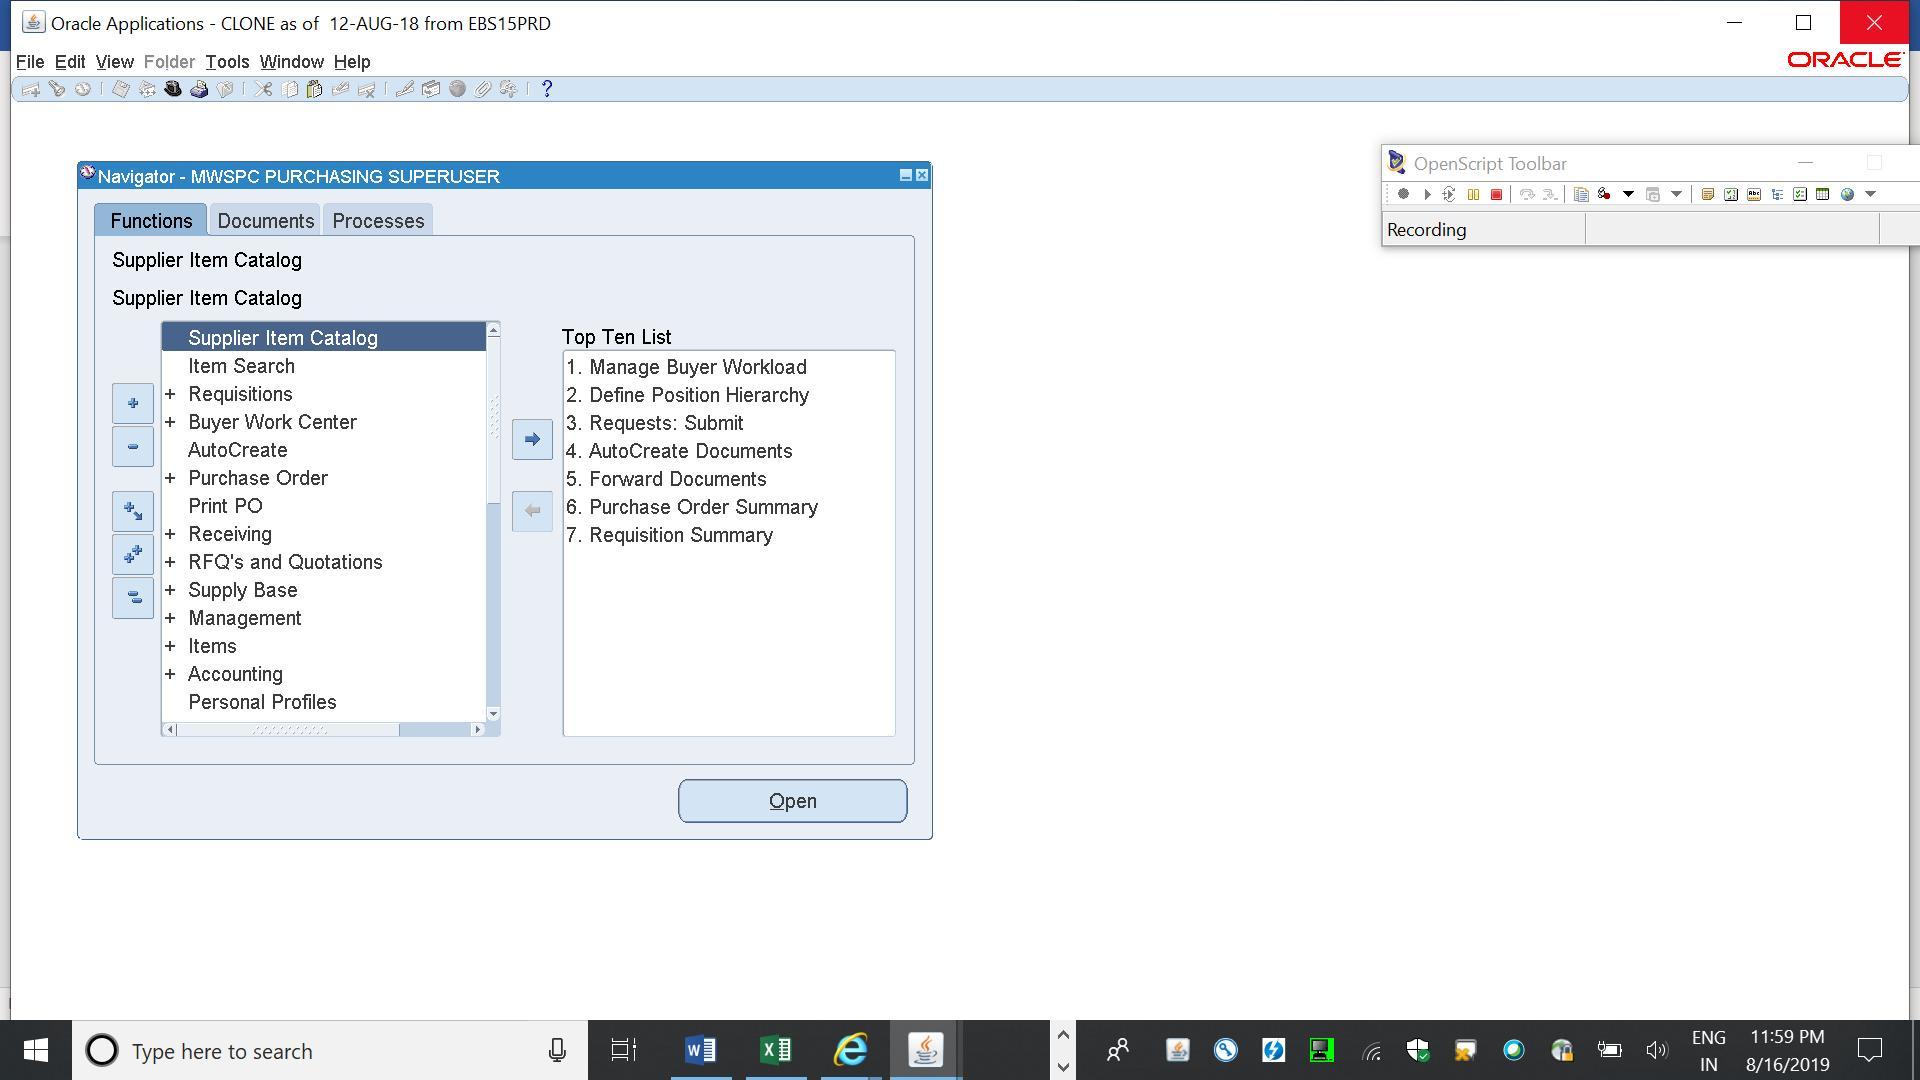 Oracle Applications - CLONE as of  12-AUG-18 from EBS15PRD
File Edit View Folder Tools Window Help
ORACLE
OpenScript Toolbar
Recording
Navigator - MWSPC PURCHASING SUPERUSER
Functions Documents Processes
Supplier Item Catalog
Supplier Item Catalog
Supplier Item Catalog
Item Search
+ Requisitions
+ Buyer Work Center
AutoCreate
+ Purchase Order
Print PO
+ Receiving
+ RFQ's and Quotations
+ Supply Base
+ Management
+ Items
+ Accounting
Personal Profiles
Top Ten List
1. Manage Buyer Workload
2. Define Position Hierarchy
3. Requests: Submit
4. AutoCreate Documents
5. Forward Documents
6. Purchase Order Summary
7. Requisition Summary
Open
Type here to search
ENG
IN
11:59 PM
8/16/2019